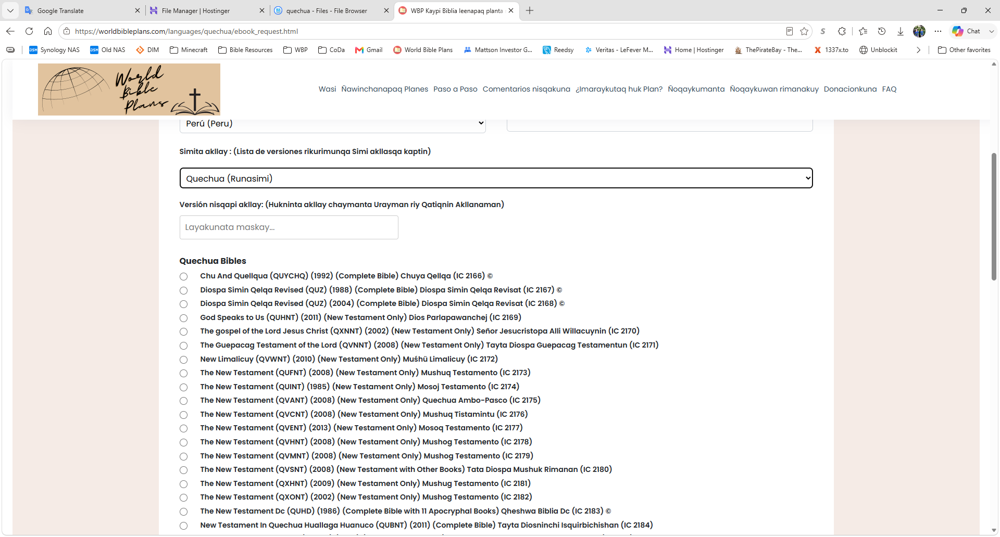 Google Translate
File Manager | Hostinger
quechua - Files - File Browser
WBP Kaypi Biblia leenapaq planta
https://worldbibleplans.com/languages/quechua/ebook_request.html
Chat
Synology NAS
Old NAS
DIM
Minecraft
Bible Resources
WBP
CoDa
Gmail
World Bible Plans
Mattson Investor G...
Reedsy
Veritas - LeFever M...
Home | Hostinger
ThePirateBay - The...
1337x.to
Unblockit
Other favorites
World
Bible
Plans
Wasi Ñawinchanapaq Planes Paso a Paso Comentarios nisqakuna ¿Imaraykutaq huk Plan? Ñoqaykumanta Ñoqaykuwan rimanakuy Donacionkuna FAQ
Perú (Peru)
Simita akllay : (Lista de versiones rikurimunqa Simi akllasqa kaptin)
Quechua (Runasimi)
Versión nisqapi akllay: (Hukninta akllay chaymanta Urayman riy Qatiqnin Akllanaman)
Layakunata maskay...
Quechua Bibles
Chu And Quellqua (QUYCHQ) (1992) (Complete Bible) Chuya Qellqa (IC 2166) ©
Diospa Simin Qelqa Revised (QUZ) (1988) (Complete Bible) Diospa Simin Qelqa Revisat (IC 2167) ©
Diospa Simin Qelqa Revised (QUZ) (2004) (Complete Bible) Diospa Simin Qelqa Revisat (IC 2168) ©
God Speaks to Us (QUHNT) (2011) (New Testament Only) Dios Parlapawanchej (IC 2169)
The gospel of the Lord Jesus Christ (QXNNT) (2002) (New Testament Only) Señor Jesucristopa Alli Willacuynin (IC 2170)
The Guepacag Testament of the Lord (QVNNT) (2008) (New Testament Only) Tayta Diospa Guepacag Testamentun (IC 2171)
New Limalicuy (QVWNT) (2010) (New Testament Only) Muśhü Limalicuy (IC 2172)
The New Testament (QUFNT) (2008) (New Testament Only) Mushuq Testamento (IC 2173)
The New Testament (QUINT) (1985) (New Testament Only) Mosoj Testamento (IC 2174)
The New Testament (QVANT) (2008) (New Testament Only) Quechua Ambo-Pasco (IC 2175)
The New Testament (QVCNT) (2008) (New Testament Only) Mushuq Tistamintu (IC 2176)
The New Testament (QVENT) (2013) (New Testament Only) Mosoq Testamento (IC 2177)
The New Testament (QVHNT) (2008) (New Testament Only) Mushog Testamento (IC 2178)
The New Testament (QVMNT) (2008) (New Testament Only) Mushog Testamento (IC 2179)
The New Testament (QVSNT) (2008) (New Testament with Other Books) Tata Diospa Mushuk Rimanan (IC 2180)
The New Testament (QXHNT) (2009) (New Testament Only) Mushug Testamento (IC 2181)
The New Testament (QXONT) (2002) (New Testament Only) Mushog Testamento (IC 2182)
The New Testament Dc (QUHD) (1986) (Complete Bible with 11 Apocryphal Books) Qheshwa Biblia Dc (IC 2183) ©
New Testament In Quechua Huallaga Huanuco (QUBNT) (2011) (Complete Bible) Tayta Diosninchi Isquirbichishan (IC 2184)